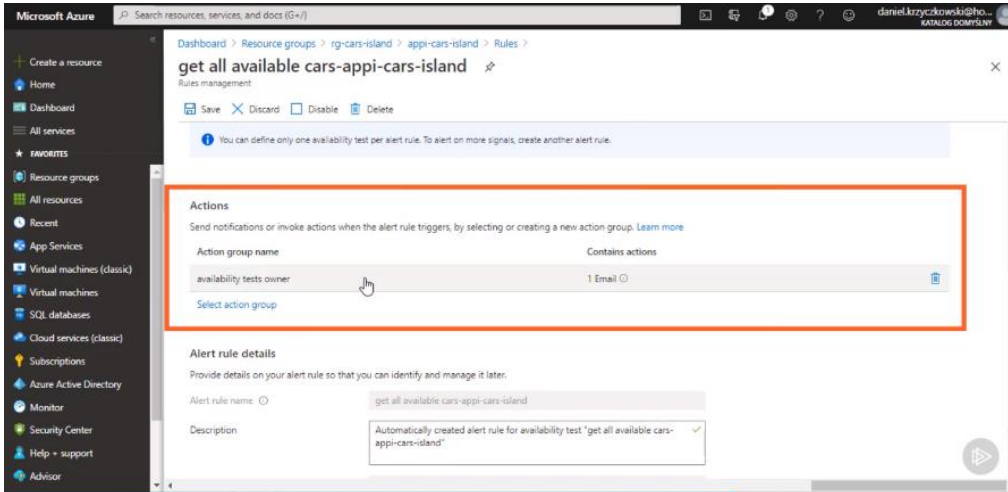 Microsoft Azure
Search resources, services, and docs (G+/)
daniel.krzyczkowski@ho...
KATALOG DOMYŚLNY
Create a resource
Home
Dashboard
All services
FAVORITES
Resource groups
All resources
Recent
App Services
Virtual machines (classic)
Virtual machines
SQL databases
Cloud services (classic)
Subscriptions
Azure Active Directory
Monitor
Security Center
Help + support
Advisor
Dashboard > Resource groups > rg-cars-island > appi-cars-island > Rules >
get all available cars-appi-cars-island
Rules management
Save Discard Disable Delete
You can define only one availability test per alert rule. To alert on more signals, create another alert rule.
Actions
Send notifications or invoke actions when the alert rule triggers, by selecting or creating a new action group. Learn more
Action group name Contains actions
availability tests owner 1 Email
Select action group
Alert rule details
Provide details on your alert rule so that you can identify and manage it later.
Alert rule name get all available cars-appi-cars-island
Description Automatically created alert rule for availability test "get all available cars-
appi-cars-island"